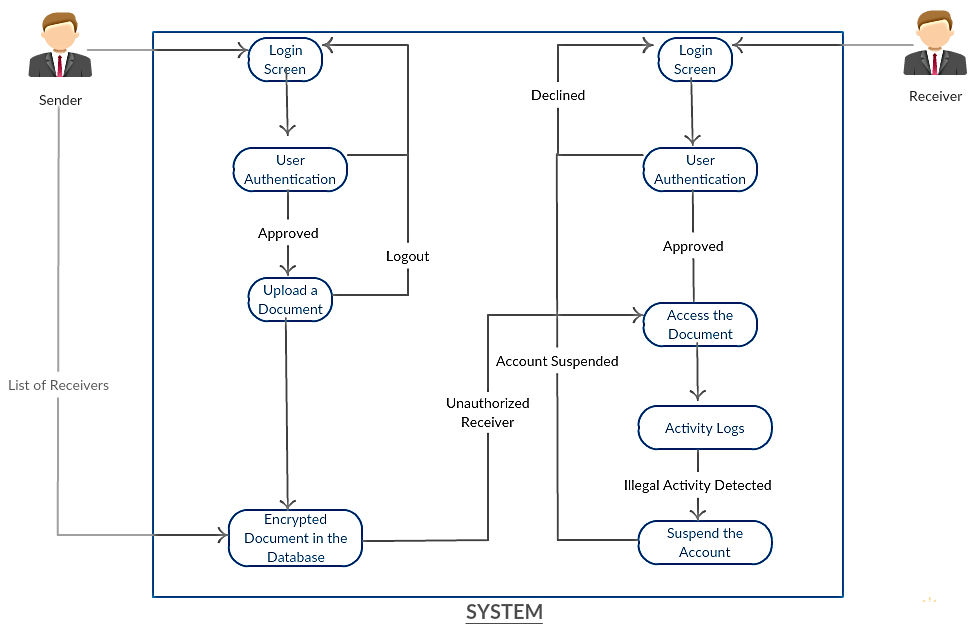 Sender
Receiver
Login
Screen
Login
Screen
Declined
User
Authentication
User
Authentication
Approved
Approved
Logout
Upload a
Document
Access the
Document
Account Suspended
List of Receivers
Unauthorized
Receiver
Activity Logs
Illegal Activity Detected
Encrypted
Document in the
Database
Suspend the
Account
SYSTEM